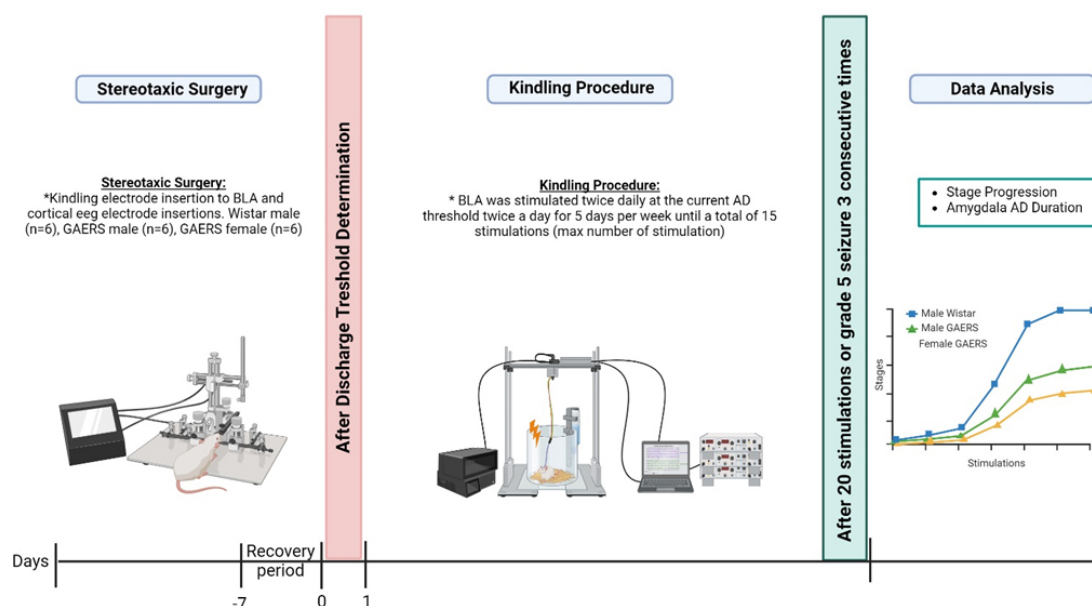 Stereotaxic Surgery
Stereotaxic Surgery:
*Kindling electrode insertion to BLA and
cortical eeg electrode insertions. Wistar male
(n=6), GAERS male (n=6), GAERS female (n=6)
After Discharge Treshold Determination
Kindling Procedure
Kindling Procedure:
* BLA was stimulated twice daily at the current AD
threshold twice a day for 5 days per week until a total of 15
stimulations (max number of stimulation)
After 20 stimulations or grade 5 seizure 3 consecutive times
Data Analysis
• Stage Progression
• Amygdala AD Duration
Male Wistar
Male GAERS
Female GAERS
Stages
Stimulations
Days
Recovery
period
-7
0
1